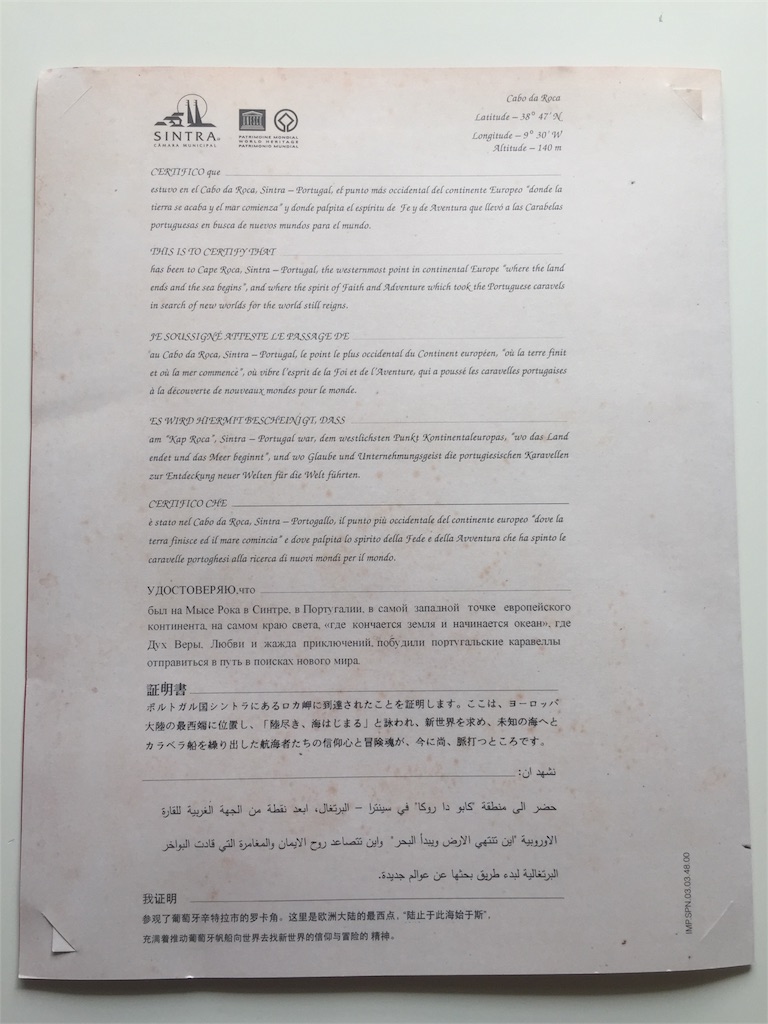 SINTRA
CÂMARA MUNICIPAL
PATRIMOINE MONDIAL
WORLD HERITAGE
PATRIMONIO MUNDIAL
Cabo da Roca
Latitude – 38° 47' N
Longitude – 9° 30' W
Altitude – 140 m
CERTIFICO que
estuvo en el Cabo da Roca, Sintra – Portugal, el punto más occidental del continente Europeo “donde la
tierra se acaba y el mar comienza” y donde palpita el espiritu de Fe y de Aventura que llevó a las Carabelas
portuguesas en busca de nuevos mundos para el mundo.
THIS IS TO CERTIFY THAT
has been to Cape Roca, Sintra – Portugal, the westernmost point in continental Europe “where the land
ends and the sea begins”, and where the spirit of Faith and Adventure which took the Portuguese caravels
in search of new worlds for the world still reigns.
JE SOUSSIGNÉ ATTESTE LE PASSAGE DE
au Cabo da Roca, Sintra – Portugal, le point le plus occidental du Continent européen, “où la terre finit
et où la mer commence”, où vibre l'esprit de la Foi et de l'Aventure, qui a poussé les caravelles portugaises
à la découverte de nouveaux mondes pour le monde.
ES WIRD HIERMIT BESCHEINIGT, DASS
am “Kap Roca”, Sintra – Portugal war, dem westlichsten Punkt Kontinentaleuropas, “wo das Land
endet und das Meer beginnt”, und wo Glaube und Unternehmungsgeist die portugiesischen Karavellen
zur Entdeckung neuer Welten für die Welt führten.
CERTIFICO CHE
è stato nel Cabo da Roca, Sintra – Portogallo, il punto più occidentale del continente europeo “dove la
terra finisce ed il mare comincia” e dove palpita lo spirito della Fede e della Avventura che ha spinto le
caravelle portoghesi alla ricerca di nuovi mondi per il mondo.
УДОСТОВЕРЯЮ,что
был на Мысе Рока в Синтре, в Португалии, в самой западной точке европейского
континента, на самом краю света, «где кончается земля и начинается океан», где
Дух Веры, Любви и жажда приключений, побудили португальские каравеллы
отправиться в путь в поисках нового мира.
証明書
ポルトガル国シントラにあるロカ岬に到達されたことを証明します。ここは、ヨーロッパ
大陸の最西端に位置し、「陸尽き、海はじまる」と詠われ、新世界を求め、未知の海へと
カラベラ船を繰り出した航海者たちの信仰心と冒険魂が、今に尚、脈打つところです。
نشهد ان:
حضر الى منطقة "كابو دا روكا" في سينترا – البرتغال، ابعد نقطة من الجهة الغربية للقارة
الاوروبية "اين تنتهي الارض ويبدأ البحر" واين تتصاعد روح الايمان والمغامرة التي قادت البواخر
البرتغالية لبدء طريق بحثها عن عوالم جديدة.
我证明
参观了葡萄牙辛特拉市的罗卡角。这里是欧洲大陆的最西点，“陆止于此海始于斯”，
充满着推动葡萄牙帆船向世界去找新世界的信仰与冒险的 精神。
IMP.SPN.03.03.48.00